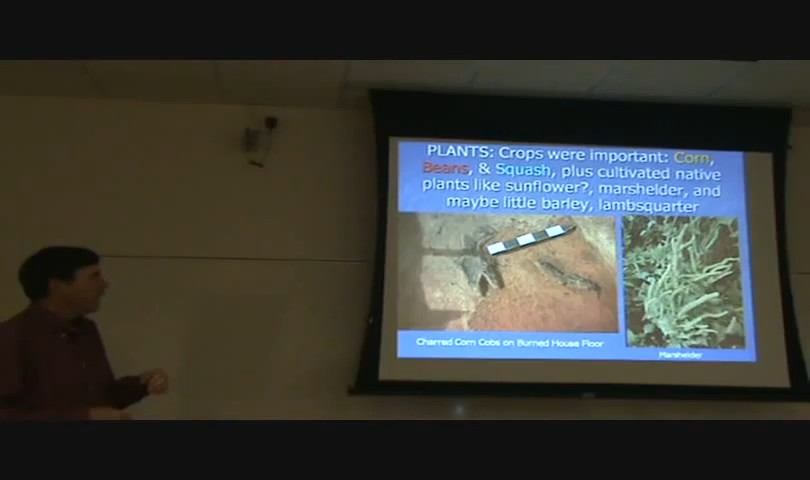 PLANTS: Crops were important: Corn,
Beans, & Squash, plus cultivated native
plants like sunflower?, marshelder, and
maybe little barley, lambsquarter
Charred Corn Cobs on Burned House Floor
Marshelder